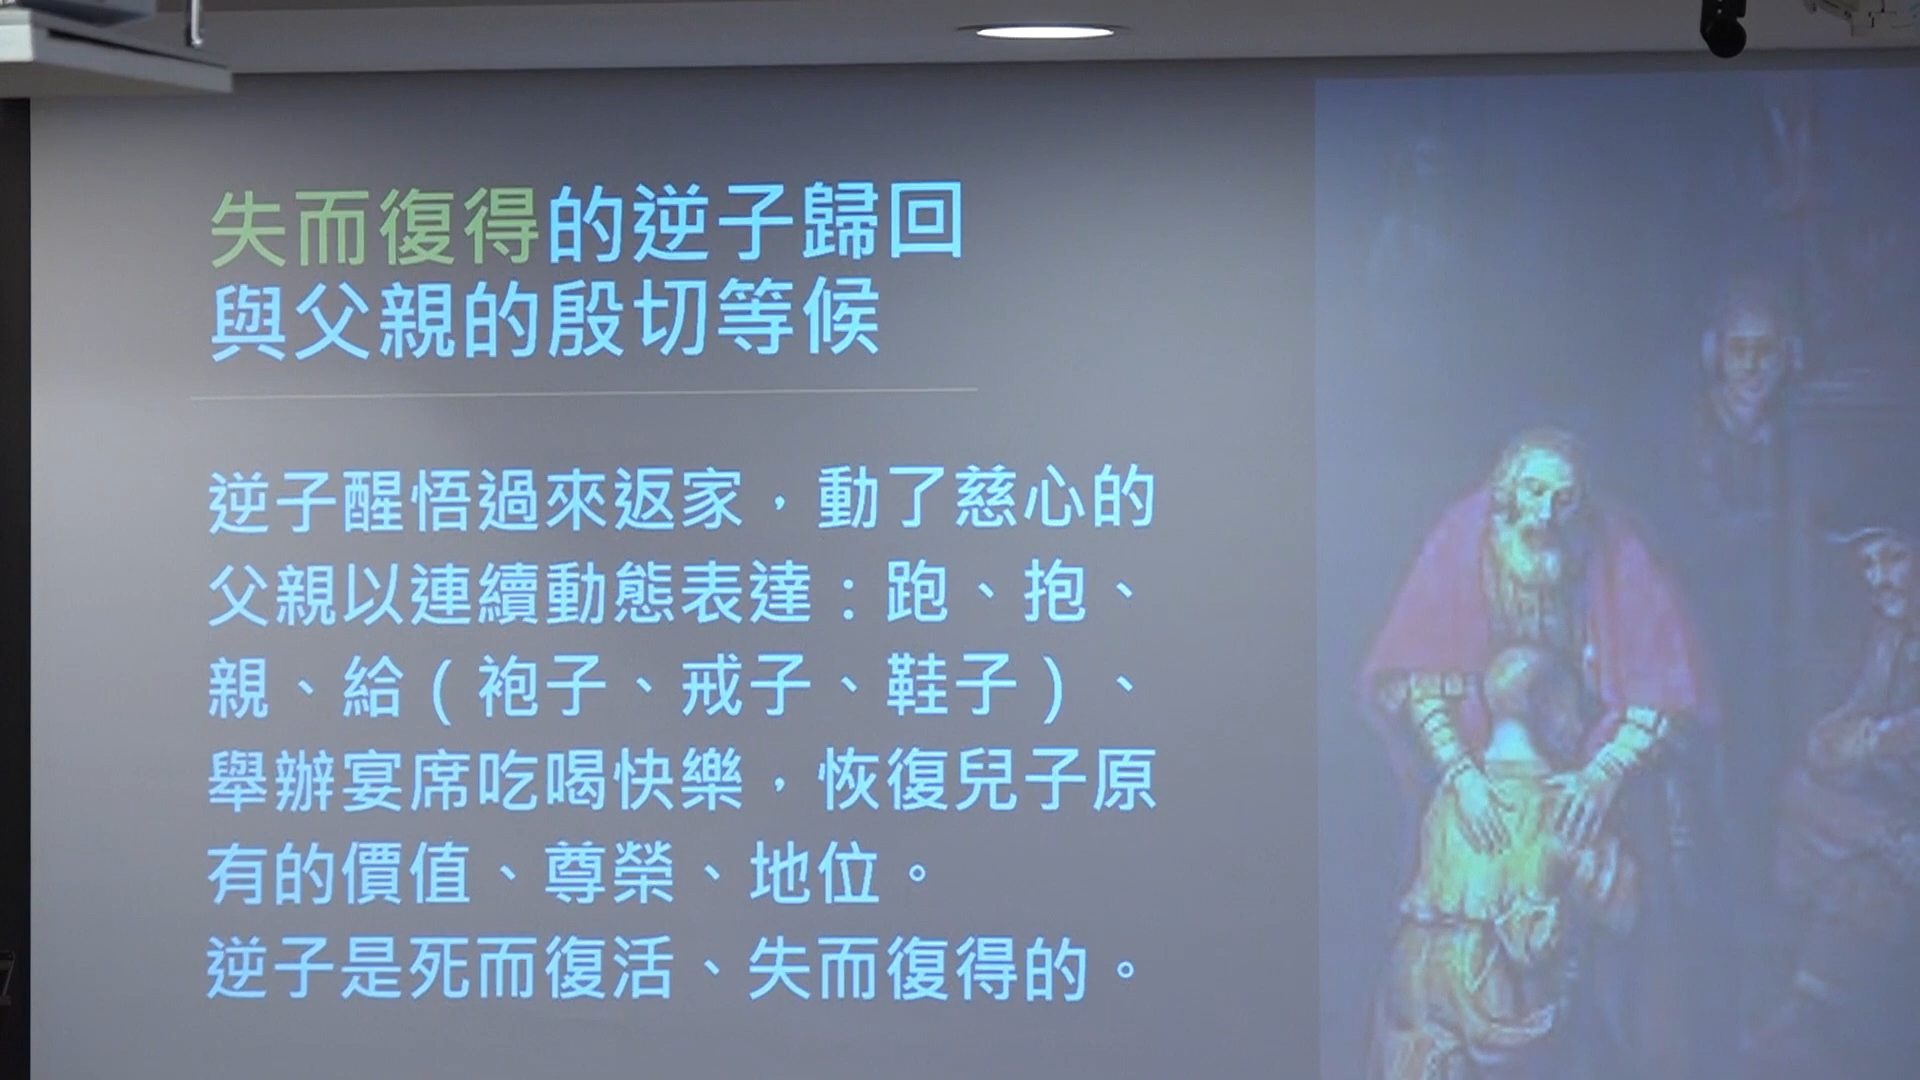 失而復得的逆子歸回
與父親的殷切等候
逆子醒悟過來返家，動了慈心的
父親以連續動態表達：跑、抱、
親、給(袍子、戒子、鞋子)、
舉辦宴席吃喝快樂，恢復兒子原
有的價值、尊榮、地位。
逆子是死而復活、失而復得的。